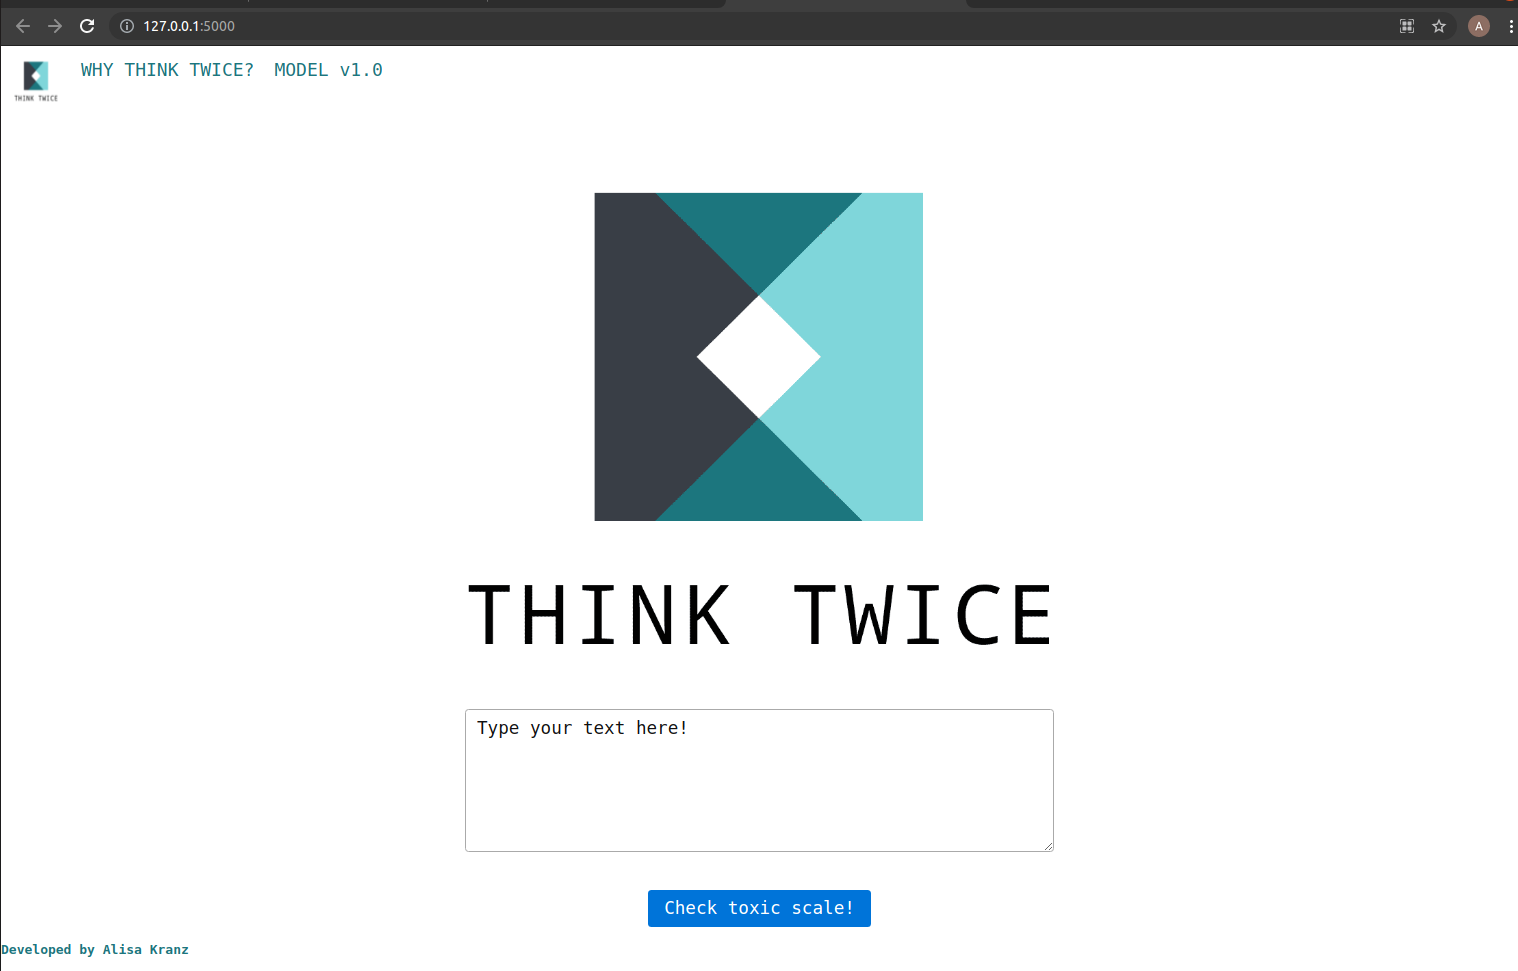 127.0.0.1:5000
A
WHY THINK TWICE? MODEL v1.0
THINK TWICE
THINK TWICE
Type your text here!
Check toxic scale!
Developed by Alisa Kranz